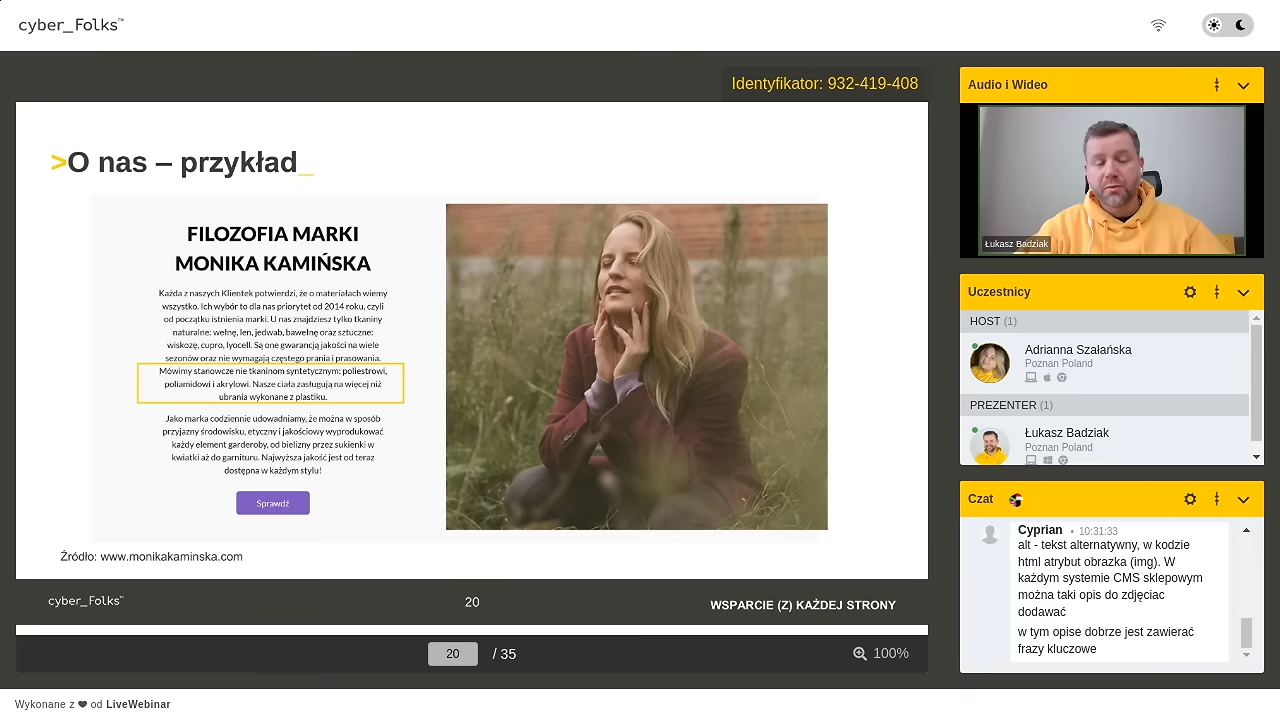 cyber_Folks™
Identyfikator: 932-419-408
>O nas – przykład_
FILOZOFIA MARKI
MONIKA KAMIŃSKA
Każda z naszych Klientek potwierdzi, że o materiałach wiemy
wszystko. Ich wybór to dla nas priorytet od 2014 roku, czyli
od początku istnienia marki. U nas znajdziesz tylko tkaniny
naturalne: wełnę, len, jedwab, bawełnę oraz sztuczne:
wiskozę, cupro, lyocell. Są one gwarancją jakości na wiele
sezonów oraz nie wymagają częstego prania i prasowania.
Mówimy stanowcze nie tkaninom syntetycznym: poliestrowi,
poliamidowi i akrylowi. Nasze ciała zasługują na więcej niż
ubrania wykonane z plastiku.
Jako marka codziennie udowadniamy, że można w sposób
przyjazny środowisku, etyczny i jakościowy wyprodukować
każdy element garderoby, od bielizny przez sukienki w
kwiatki aż do garnituru. Najwyższa jakość jest od teraz
dostępna w każdym stylu!
Sprawdź
Źródło: www.monikakaminska.com
cyber_Folks™
20
WSPARCIE (Z) KAŻDEJ STRONY
20 / 35
100%
Audio i Wideo
Łukasz Badziak
Uczestnicy
HOST (1)
Adrianna Szałańska
Poznan Poland
PREZENTER (1)
Łukasz Badziak
Poznan Poland
Czat
Cyprian • 10:31:33
alt - tekst alternatywny, w kodzie
html atrybut obrazka (img). W
każdym systemie CMS sklepowym
można taki opis do zdjęciac
dodawać
w tym opise dobrze jest zawierać
frazy kluczowe
Wykonane z ❤ od LiveWebinar